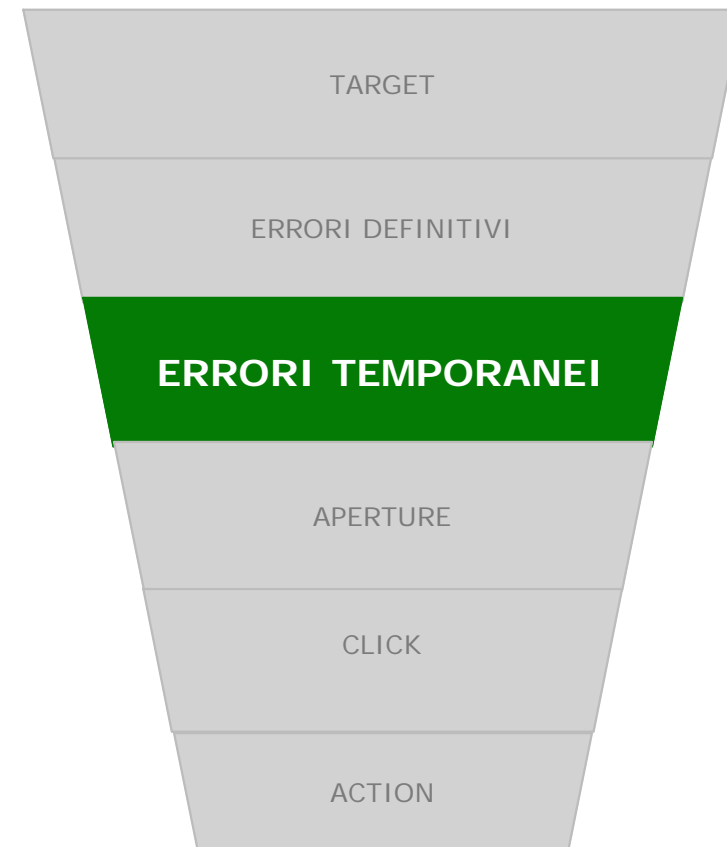 TARGET
ERRORI DEFINITIVI
ERRORI TEMPORANEI
APERTURE
CLICK
ACTION